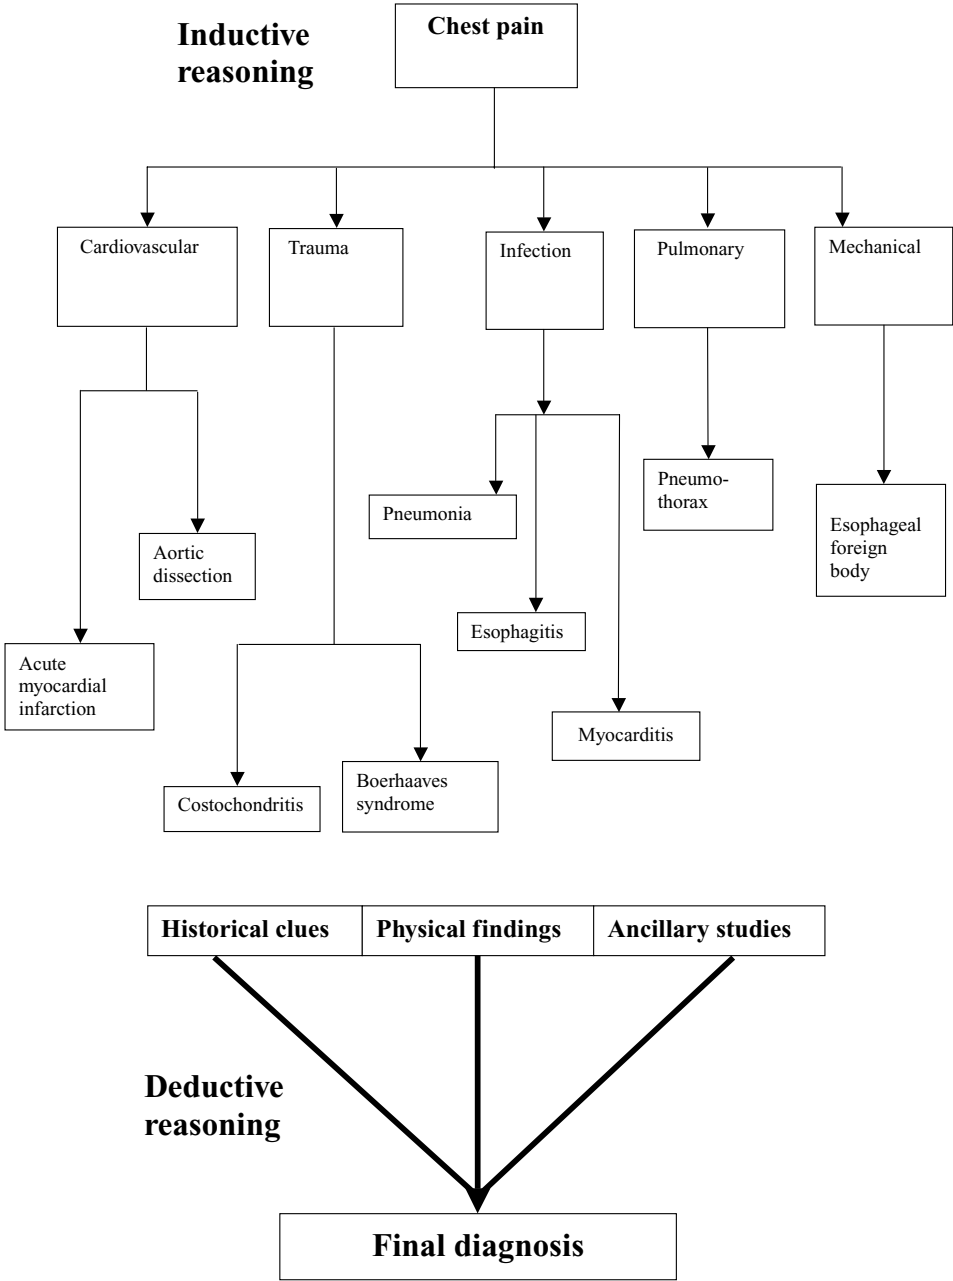 Inductive
reasoning
Chest pain
Cardiovascular
Trauma
Infection
Pulmonary
Mechanical
Pneumo-
thorax
Pneumonia
Esophageal
foreign
body
Aortic
dissection
Esophagitis
Acute
myocardial
infarction
Myocarditis
Costochondritis
Boerhaaves
syndrome
Historical clues
Physical findings
Ancillary studies
Deductive
reasoning
Final diagnosis